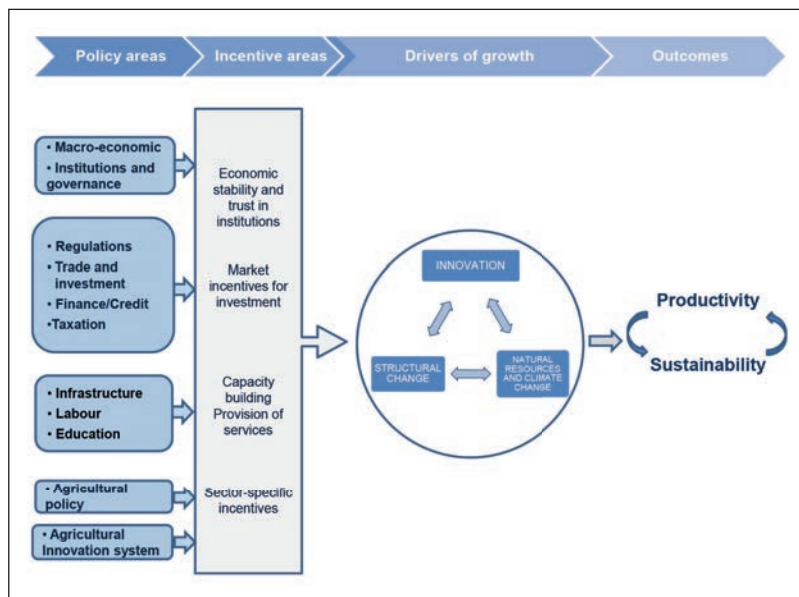 Policy areas
Incentive areas
Drivers of growth
Outcomes
• Macro-economic
• Institutions and
governance
• Regulations
• Trade and
investment
• Finance/Credit
•Taxation
• Infrastructure
• Labour
• Education
- Agricultural
policy
• Agricultural
Innovation system
Economic
stability and
trust in
institutions
Market
incentives for
investment
Capacity
building
Provision of
services
Sector-specific
incentives
INNOVATION
STRUCTURAL
CHANGE
NATURAL
RESOURCES
AND CLIMATE
CHANGE
Productivity
Sustainability